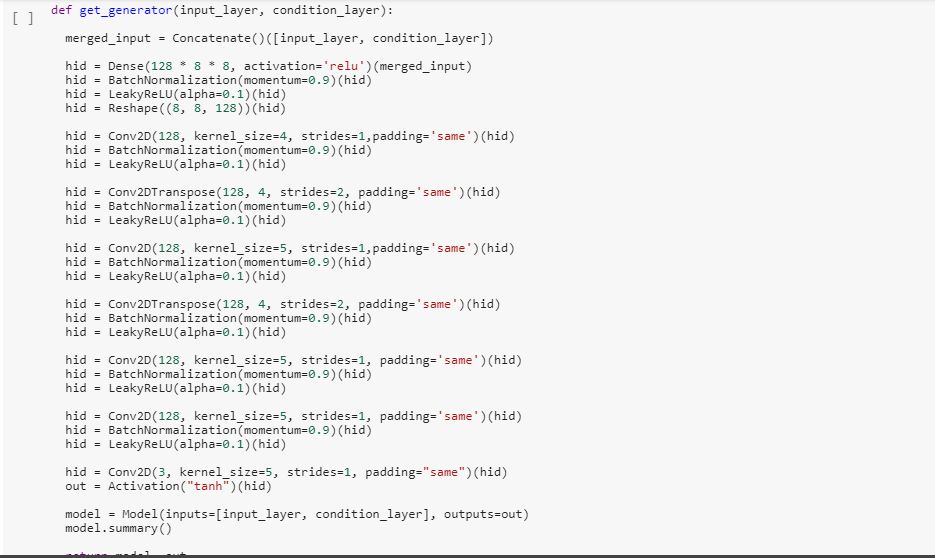 [ ]
def get_generator(input_layer, condition_layer):
merged_input = Concatenate()([input_layer, condition_layer])
hid = Dense(128 * 8 * 8, activation='relu')(merged_input)
hid = BatchNormalization(momentum=0.9)(hid)
hid = LeakyReLU(alpha=0.1)(hid)
hid = Reshape((8, 8, 128))(hid)
hid = Conv2D(128, kernel_size=4, strides=1,padding='same')(hid)
hid = BatchNormalization(momentum=0.9)(hid)
hid = LeakyReLU(alpha=0.1)(hid)
hid = Conv2DTranspose(128, 4, strides=2, padding='same')(hid)
hid = BatchNormalization(momentum=0.9)(hid)
hid = LeakyReLU(alpha=0.1)(hid)
hid = Conv2D(128, kernel_size=5, strides=1,padding='same')(hid)
hid = BatchNormalization(momentum=0.9)(hid)
hid = LeakyReLU(alpha=0.1)(hid)
hid = Conv2DTranspose(128, 4, strides=2, padding='same')(hid)
hid = BatchNormalization(momentum=0.9)(hid)
hid = LeakyReLU(alpha=0.1)(hid)
hid = Conv2D(128, kernel_size=5, strides=1, padding='same')(hid)
hid = BatchNormalization(momentum=0.9)(hid)
hid = LeakyReLU(alpha=0.1)(hid)
hid = Conv2D(128, kernel_size=5, strides=1, padding='same')(hid)
hid = BatchNormalization(momentum=0.9)(hid)
hid = LeakyReLU(alpha=0.1)(hid)
hid = Conv2D(3, kernel_size=5, strides=1, padding="same")(hid)
out = Activation("tanh")(hid)
model = Model(inputs=[input_layer, condition_layer], outputs=out)
model.summary()